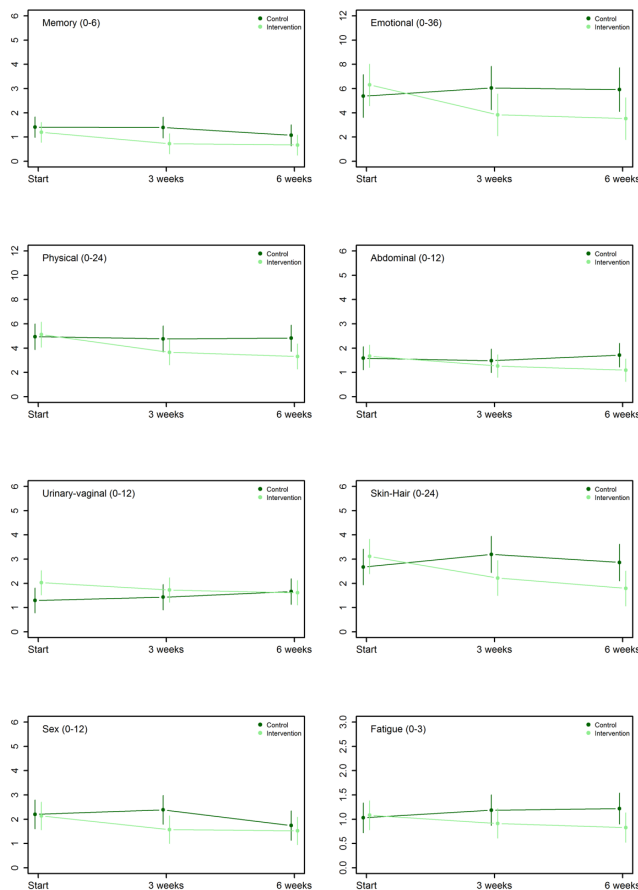 Memory (0-6)
Control
Intervention
6
5
4
3
2
1
0
Start
3 weeks
6 weeks
Emotional (0-36)
Control
Intervention
12
10
8
6
4
2
0
Start
3 weeks
6 weeks
Physical (0-24)
Control
Intervention
12
10
8
6
4
2
0
Start
3 weeks
6 weeks
Abdominal (0-12)
Control
Intervention
6
5
4
3
2
1
0
Start
3 weeks
6 weeks
Urinary-vaginal (0-12)
Control
Intervention
6
5
4
3
2
1
0
Start
3 weeks
6 weeks
Skin-Hair (0-24)
Control
Intervention
6
5
4
3
2
1
0
Start
3 weeks
6 weeks
Sex (0-12)
Control
Intervention
6
5
4
3
2
1
0
Start
3 weeks
6 weeks
Fatigue (0-3)
Control
Intervention
3.0
2.5
2.0
1.5
1.0
0.5
0.0
Start
3 weeks
6 weeks